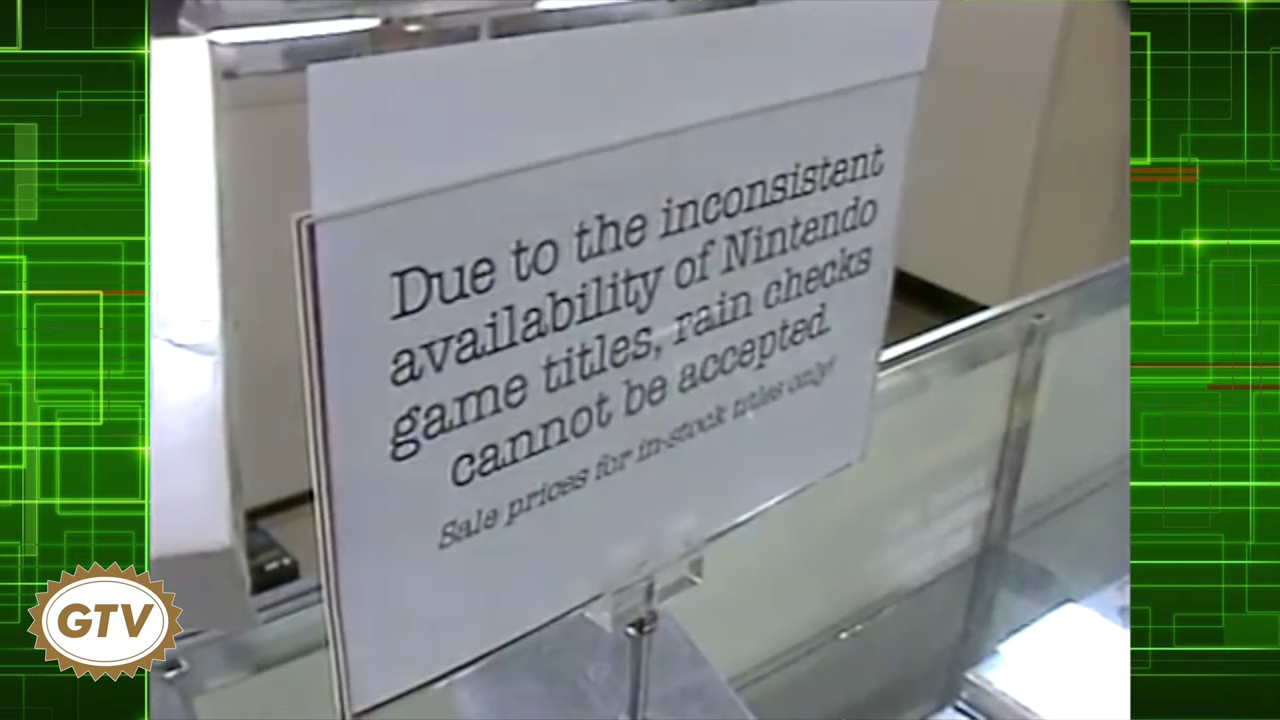 Due to the inconsistent
availability of Nintendo
game titles, rain checks
cannot be accepted.
Sale prices for in-stock titles only!
GTV